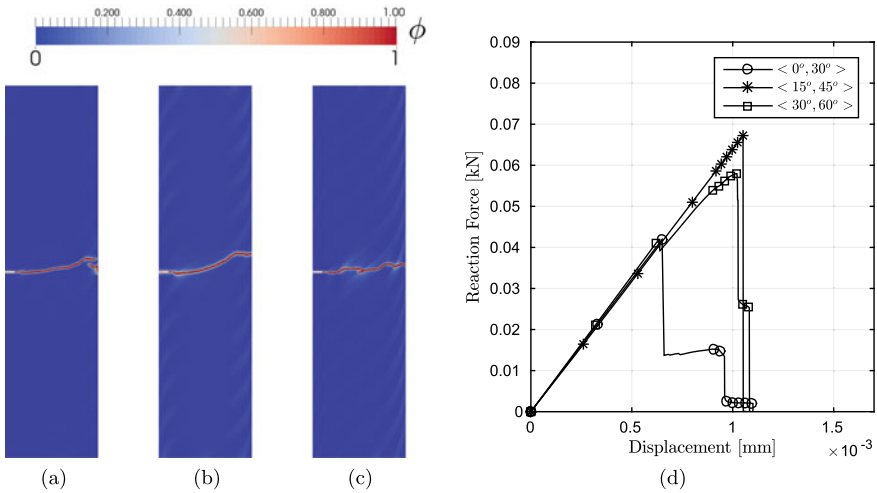 0.200 0.400 0.600 0.800 1.00
ϕ
0 1
(a) (b) (c)
0.09
0.08
0.07
0.06
0.05
0.04
0.03
0.02
0.01
0
Reaction Force [kN]
< 0°, 30° >
< 15°, 45° >
< 30°, 60° >
0 0.5 1 1.5
Displacement [mm]
×10 -3
(d)